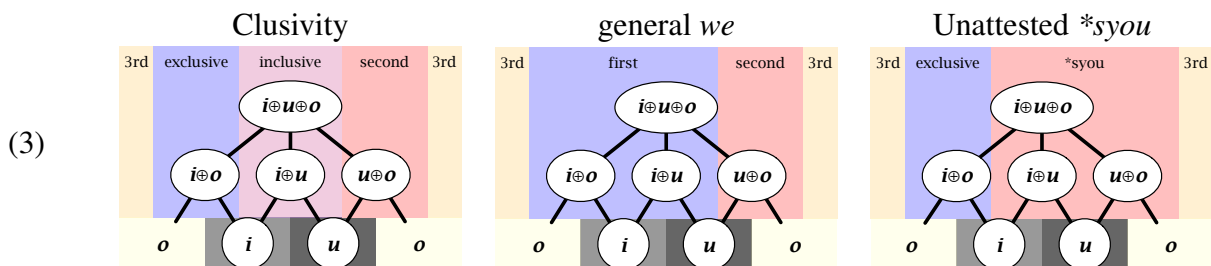 Clusivity general we Unattested *syou
3rd exclusive inclusive second 3rd 3rd first second 3rd 3rd exclusive *syou 3rd
i⊕u⊕o i⊕u⊕o i⊕u⊕o
(3)
i⊕o i⊕u u⊕o i⊕o i⊕u u⊕o i⊕o i⊕u u⊕o
o i u o o i u o o i u o